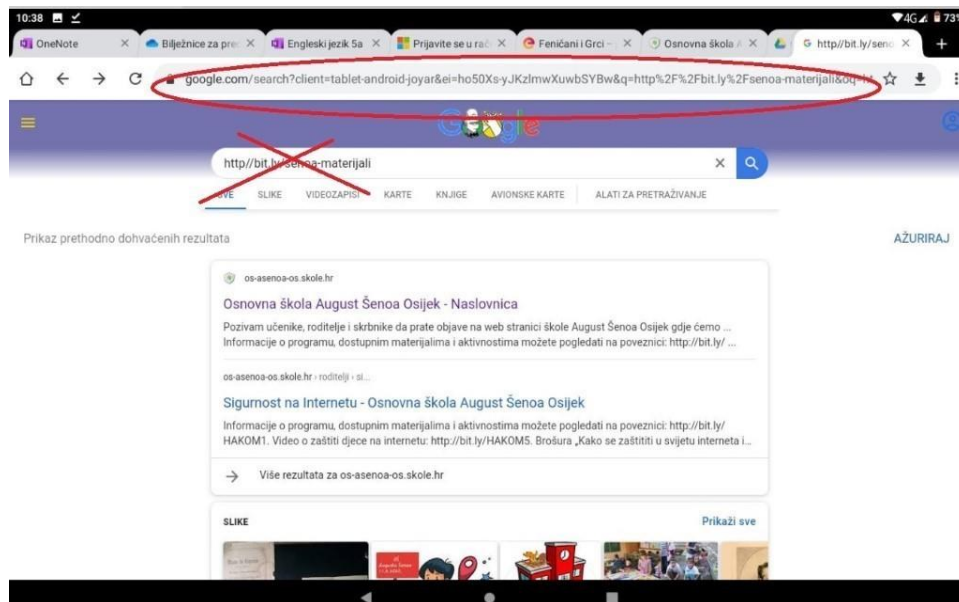 10:38 4G 73%
OneNote Bilježnice za pre Engleski jezik 5a Prijavite se u rač Feničani i Grci – Osnovna škola A http//bit.ly/seno
google.com/search?client=tablet-android-joyar&ei=ho50Xs-yJKzlmwXuwbSYBw&q=http%2F%2Fbit.ly%2Fsenoa-materijali&oq=ht
Google
http//bit.ly/senoa-materijali
SVE SLIKE VIDEOZAPISI KARTE KNJIGE AVIONSKE KARTE ALATI ZA PRETRAŽIVANJE
Prikaz prethodno dohvaćenih rezultata AŽURIRAJ
os-asenoa-os.skole.hr
Osnovna škola August Šenoa Osijek - Naslovnica
Pozivam učenike, roditelje i skrbnike da prate objave na web stranici škole August Šenoa Osijek gdje ćemo ...
Informacije o programu, dostupnim materijalima i aktivnostima možete pogledati na poveznici: http://bit.ly/ ...
os-asenoa-os.skole.hr › roditelji › si...
Sigurnost na Internetu - Osnovna škola August Šenoa Osijek
Informacije o programu, dostupnim materijalima i aktivnostima možete pogledati na poveznici: http://bit.ly/
HAKOM1. Video o zaštiti djece na internetu: http://bit.ly/HAKOM5. Brošura „Kako se zaštititi u svijetu interneta i...
Više rezultata za os-asenoa-os.skole.hr
SLIKE Prikaži sve